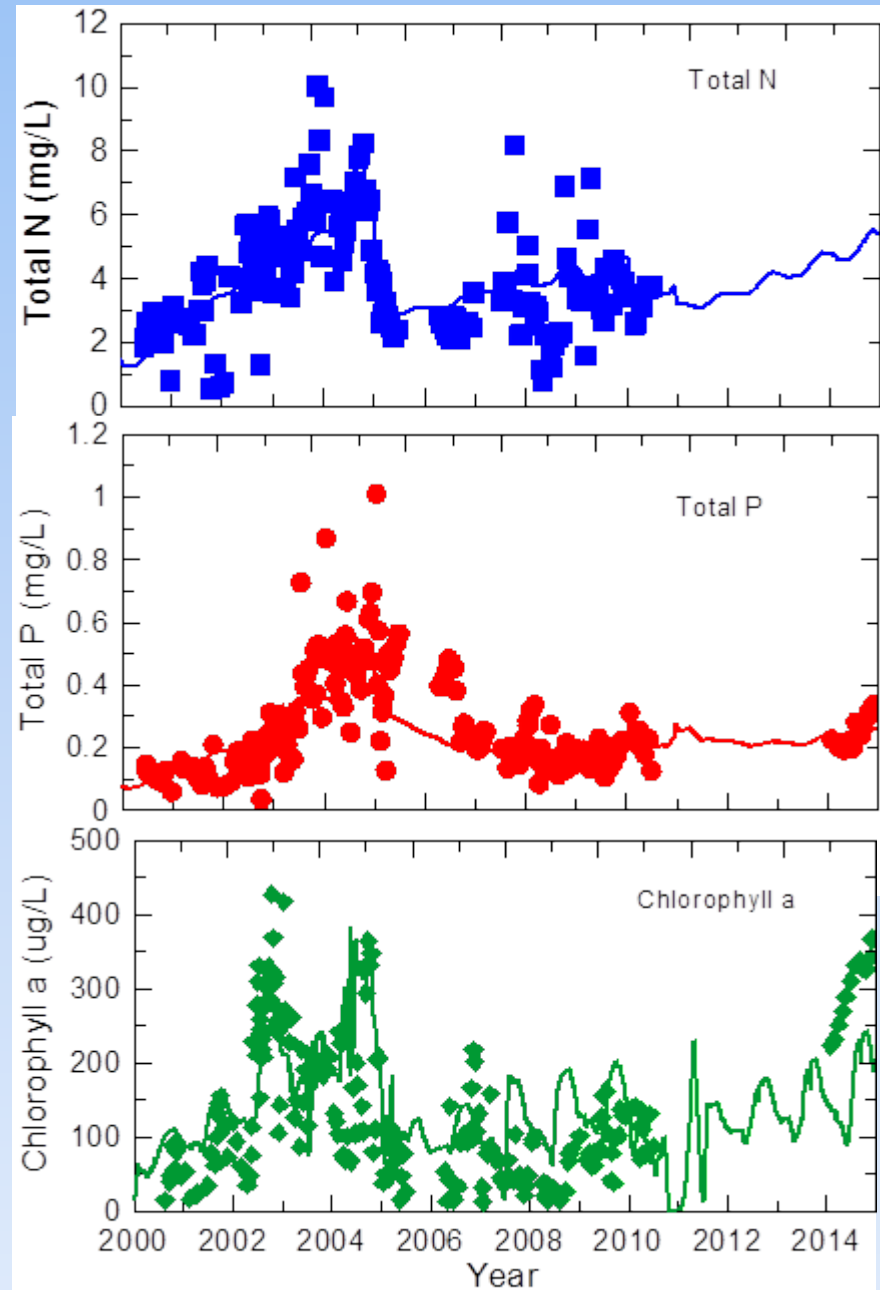 12
10
8
6
4
2
0
Total N (mg/L)
Total N
1.2
1
0.8
0.6
0.4
0.2
0
Total P (mg/L)
Total P
500
400
300
200
100
0
Chlorophyll a (ug/L)
Chlorophyll a
2000 2002 2004 2006 2008 2010 2012 2014
Year